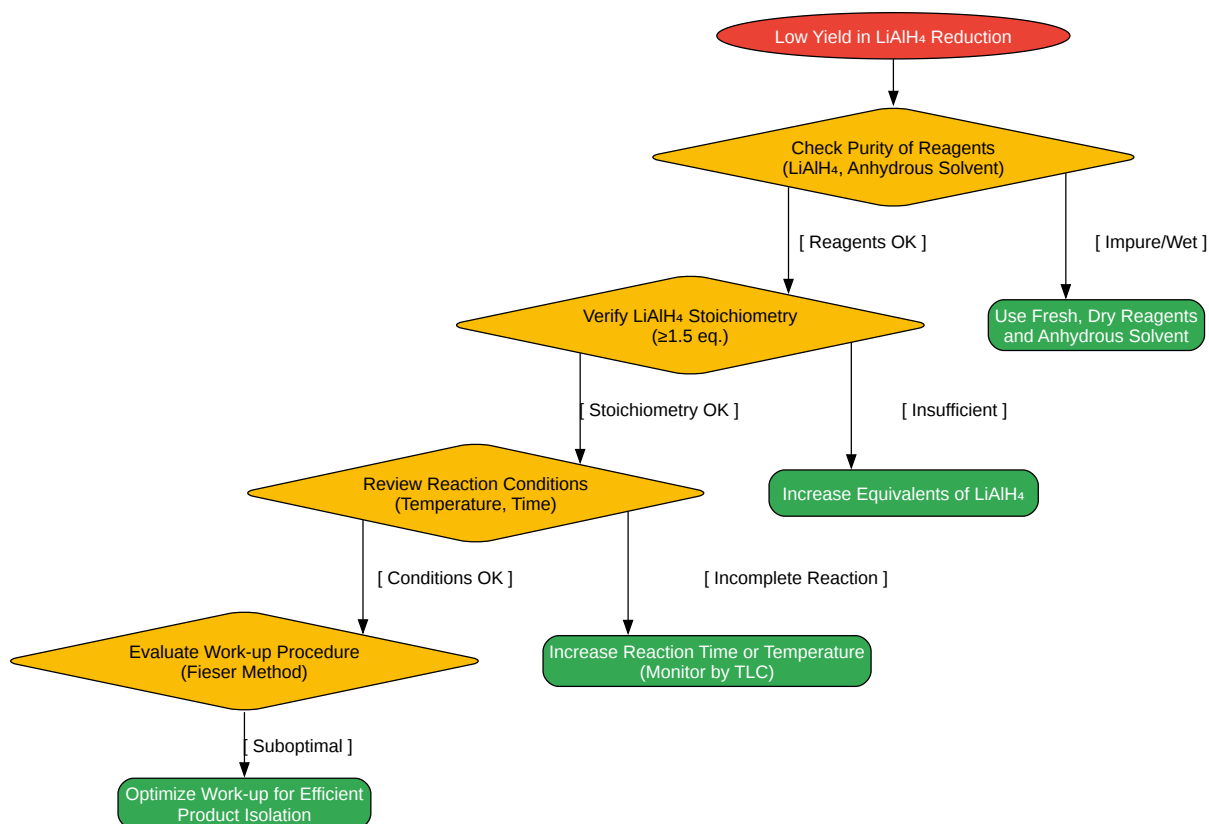 Low Yield in LiAlH₄ Reduction
Check Purity of Reagents
(LiAlH₄, Anhydrous Solvent)
[ Reagents OK ]
[ Impure/Wet ]
Verify LiAlH₄ Stoichiometry
(≥1.5 eq.)
Use Fresh, Dry Reagents
and Anhydrous Solvent
[ Stoichiometry OK ]
[ Insufficient ]
Review Reaction Conditions
(Temperature, Time)
Increase Equivalents of LiAlH₄
[ Conditions OK ]
[ Incomplete Reaction ]
Evaluate Work-up Procedure
(Fieser Method)
Increase Reaction Time or Temperature
(Monitor by TLC)
[ Suboptimal ]
Optimize Work-up for Efficient
Product Isolation